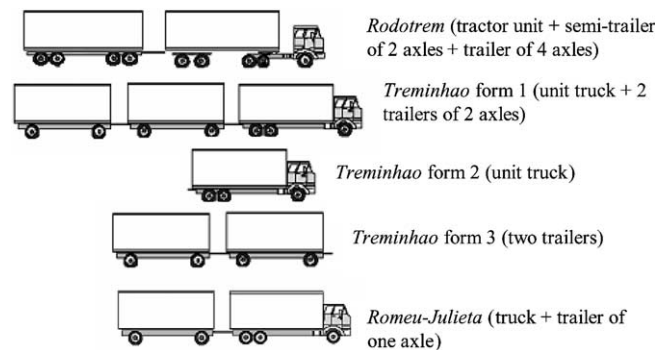 Rodotrem (tractor unit + semi-trailer
of 2 axles + trailer of 4 axles)
Treminhao form 1 (unit truck + 2
trailers of 2 axles)
Treminhao form 2 (unit truck)
Treminhao form 3 (two trailers)
Romeu-Julieta (truck + trailer of
one axle)